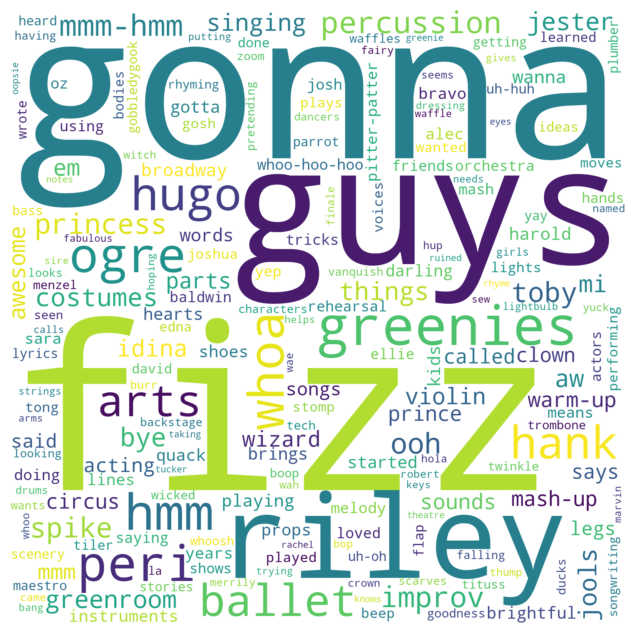 heard mmm-hmm singing percussion jester
having putting waffles greenie done getting learned plumber
gonna
oopsie oz gobbledygook zoom rhyming josh fairy seems gives wanna
bodies gotta plays bravo uh-huh eyes ideas
wrote using gosh pretending dancers parrot waffle alec dressing wanted
em witch whoo-hoo-hoo pitter-patter friends orchestra moves
notes broadway guys needs mash hands
bass hugo finale voices hup harold yay named
princess words tricks
awesome sire fabulous ogre joshua yep vanquish darling ruined girls
looks menzel parts rehearsal things lights toby mi
costumes baldwin hoping characters sew lightbulb yuck
seen hearts helps greenies rhyme performing
calls edna whoa
lyrics sara idina shoes ellie kids called clown actors
fizz
strings david burr wae aw
arms tong arts songs violin warm-up
said backstage stomp prince means trombone
looking bye taking tech ooh hank
lines quack wizard brings boop hola started twinkle
doing acting tucker wah robert keys says
wants drums circus wicked riley sounds mash-up marvin
whoo spike saying playing melody theatre legs
hmm props loved flap
scenery tiler years whoosh rachel bop falling
mmm peri shows uh-oh played ducks jools songwriting
maestro la stories trying crown scarves tituss thump
came greenroom merrily ballet improv goodness brightful
bang instruments beep knows